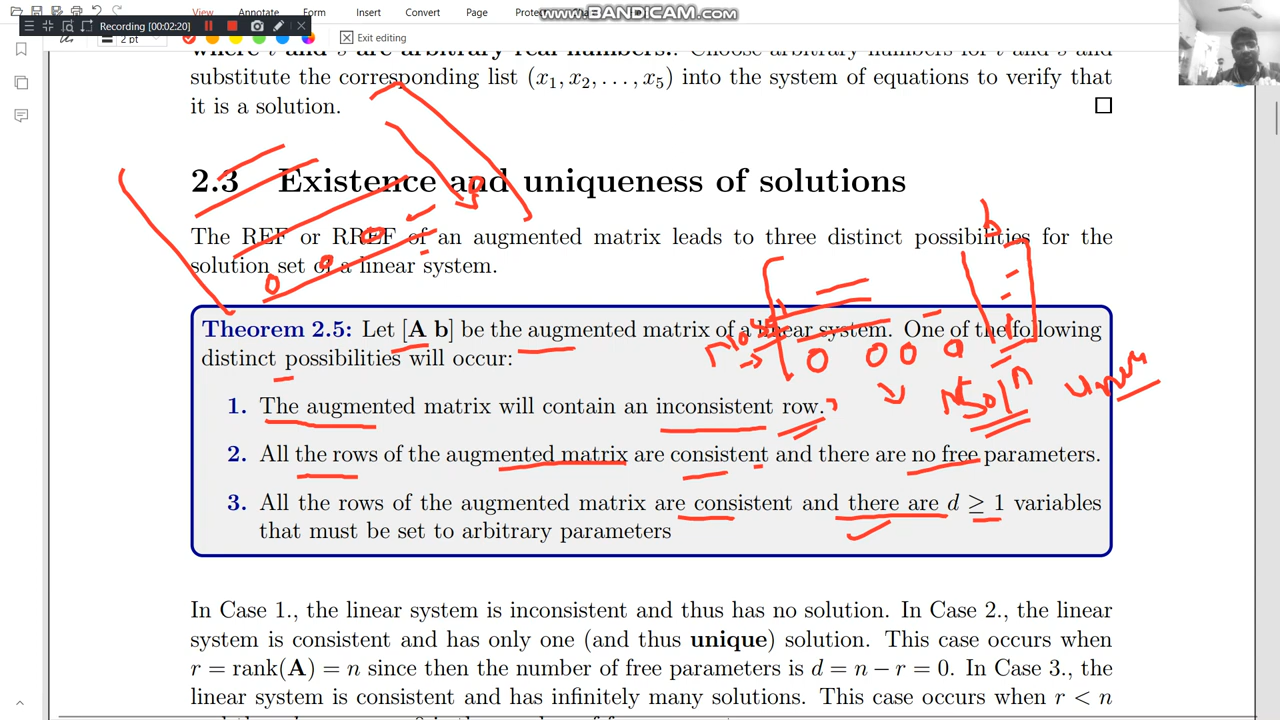 www.BANDICAM.com
View Annotate Form Insert Convert Page
Recording [00:02:20]
2 pt Exit editing
substitute the corresponding list (x₁, x₂, . . . , x₅) into the system of equations to verify that
it is a solution. □
2.3 Existence and uniqueness of solutions
The REF or RREF of an augmented matrix leads to three distinct possibilities for the
solution set of a linear system.
b
Theorem 2.5: Let [A b] be the augmented matrix of a linear system. One of the following
distinct possibilities will occur:
0 0 0 0
1. The augmented matrix will contain an inconsistent row.
2. All the rows of the augmented matrix are consistent and there are no free parameters.
3. All the rows of the augmented matrix are consistent and there are d ≥ 1 variables
that must be set to arbitrary parameters
In Case 1., the linear system is inconsistent and thus has no solution. In Case 2., the linear
system is consistent and has only one (and thus unique) solution. This case occurs when
r = rank(A) = n since then the number of free parameters is d = n − r = 0. In Case 3., the
linear system is consistent and has infinitely many solutions. This case occurs when r < n